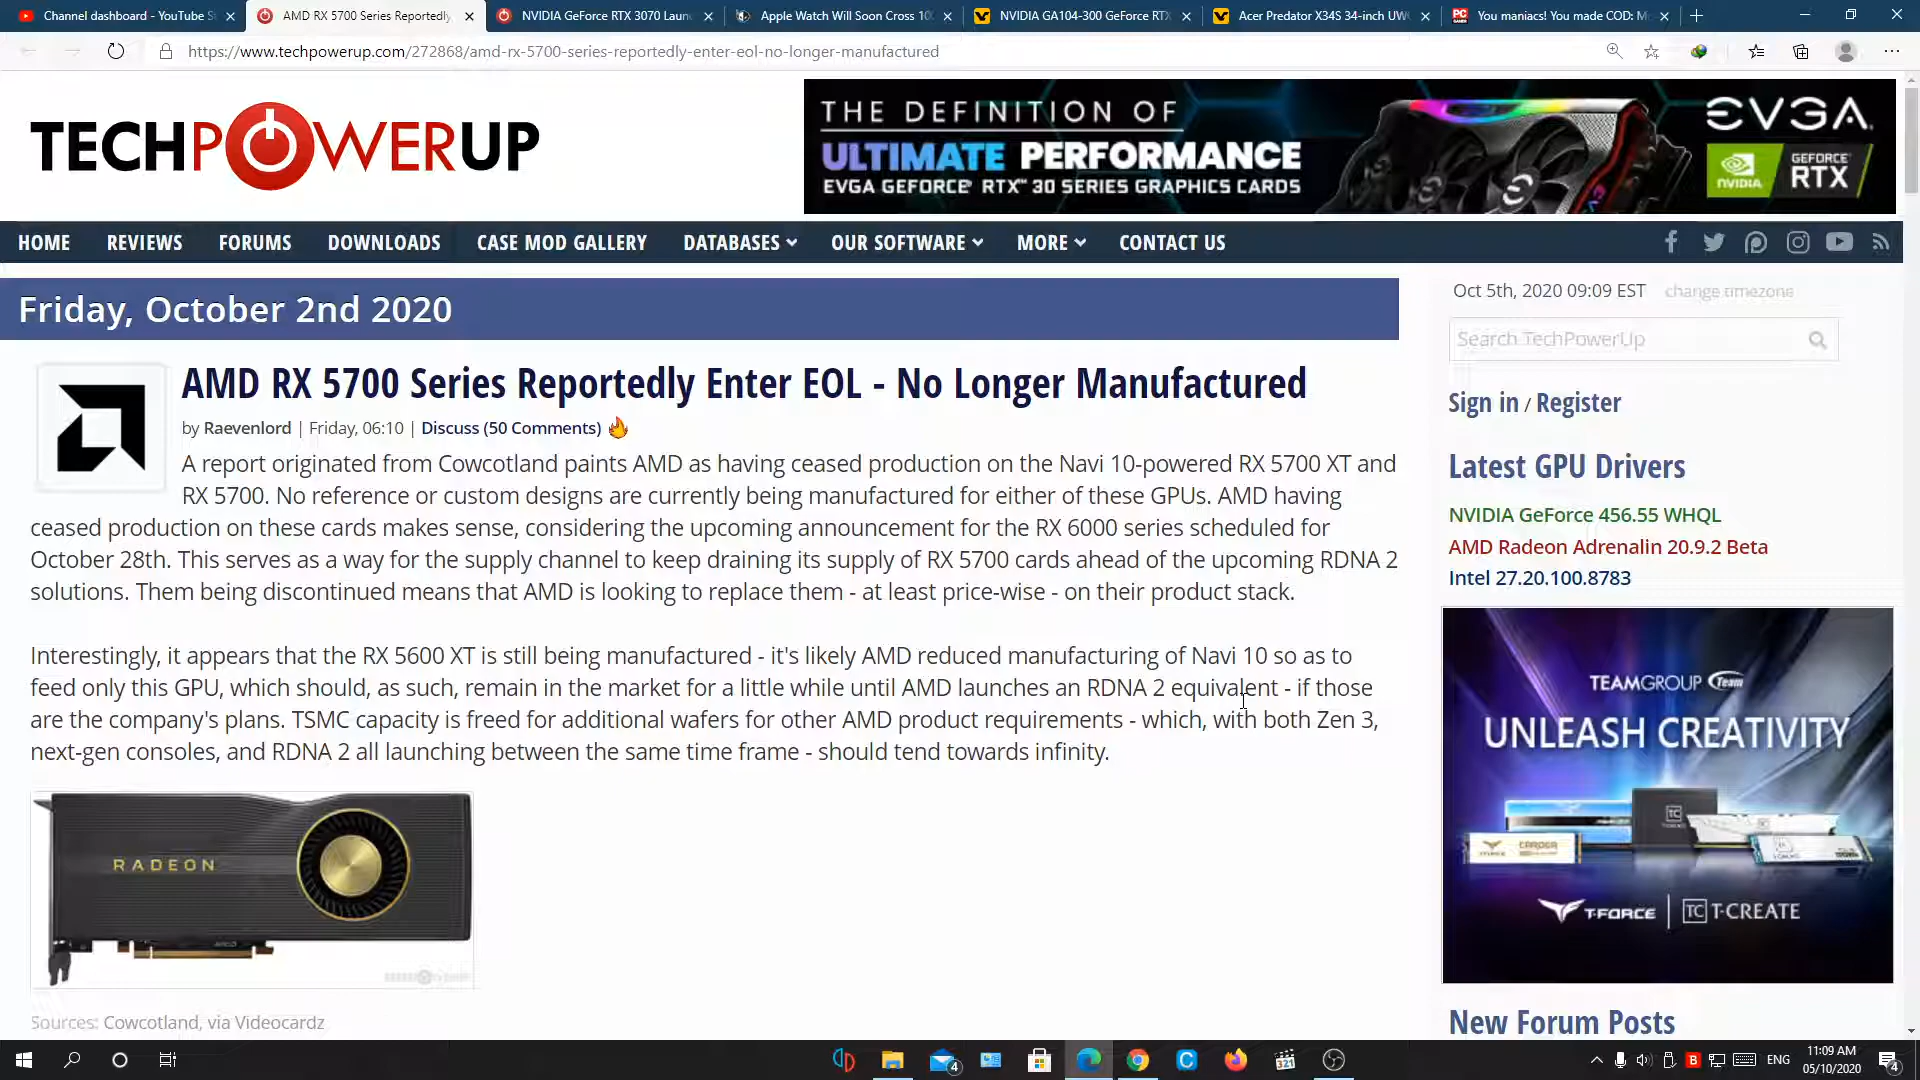 Channel dashboard - YouTube S
AMD RX 5700 Series Reportedly
NVIDIA GeForce RTX 3070 Laun
Apple Watch Will Soon Cross 10
NVIDIA GA104-300 GeForce RTX
Acer Predator X34S 34-inch UW
You maniacs! You made COD: M
https://www.techpowerup.com/272868/amd-rx-5700-series-reportedly-enter-eol-no-longer-manufactured
TECHPOWERUP
THE DEFINITION OF
ULTIMATE PERFORMANCE
EVGA GEFORCE® RTX™ 30 SERIES GRAPHICS CARDS
EVGA.
NVIDIA
GEFORCE
RTX
HOME REVIEWS FORUMS DOWNLOADS CASE MOD GALLERY DATABASES OUR SOFTWARE MORE CONTACT US
Friday, October 2nd 2020
AMD RX 5700 Series Reportedly Enter EOL - No Longer Manufactured
by Raevenlord | Friday, 06:10 | Discuss (50 Comments)
A report originated from Cowcotland paints AMD as having ceased production on the Navi 10-powered RX 5700 XT and
RX 5700. No reference or custom designs are currently being manufactured for either of these GPUs. AMD having
ceased production on these cards makes sense, considering the upcoming announcement for the RX 6000 series scheduled for
October 28th. This serves as a way for the supply channel to keep draining its supply of RX 5700 cards ahead of the upcoming RDNA 2
solutions. Them being discontinued means that AMD is looking to replace them - at least price-wise - on their product stack.
Interestingly, it appears that the RX 5600 XT is still being manufactured - it's likely AMD reduced manufacturing of Navi 10 so as to
feed only this GPU, which should, as such, remain in the market for a little while until AMD launches an RDNA 2 equivalent - if those
are the company's plans. TSMC capacity is freed for additional wafers for other AMD product requirements - which, with both Zen 3,
next-gen consoles, and RDNA 2 all launching between the same time frame - should tend towards infinity.
RADEON
Sources: Cowcotland, via Videocardz
Oct 5th, 2020 09:09 EST change timezone
Search TechPowerUp
Sign in / Register
Latest GPU Drivers
NVIDIA GeForce 456.55 WHQL
AMD Radeon Adrenalin 20.9.2 Beta
Intel 27.20.100.8783
TEAMGROUP Team
UNLEASH CREATIVITY
T-FORCE | TC T-CREATE
New Forum Posts
4
321
ENG
11:09 AM
05/10/2020
4